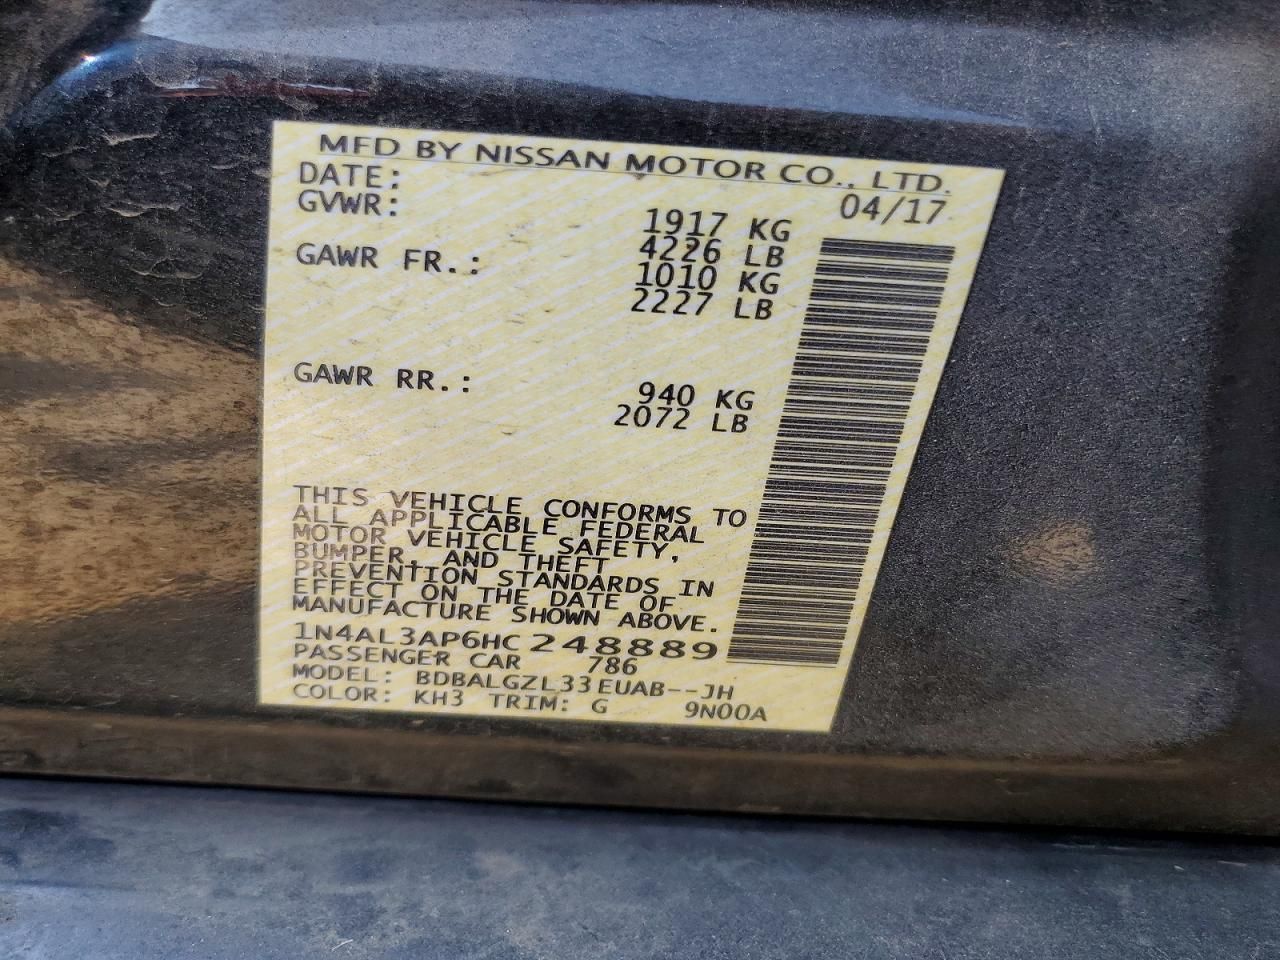 MFD BY NISSAN MOTOR CO., LTD.
DATE: 04/17
GVWR: 1917 KG
4226 LB
GAWR FR.: 1010 KG
2227 LB
GAWR RR.: 940 KG
2072 LB
THIS VEHICLE CONFORMS TO
ALL APPLICABLE FEDERAL
MOTOR VEHICLE SAFETY,
BUMPER, AND THEFT
PREVENTION STANDARDS IN
EFFECT ON THE DATE OF
MANUFACTURE SHOWN ABOVE.
1N4AL3AP6HC248889
PASSENGER CAR 786
MODEL: BDBALGZL33EUAB--JH
COLOR: KH3 TRIM: G 9N00A